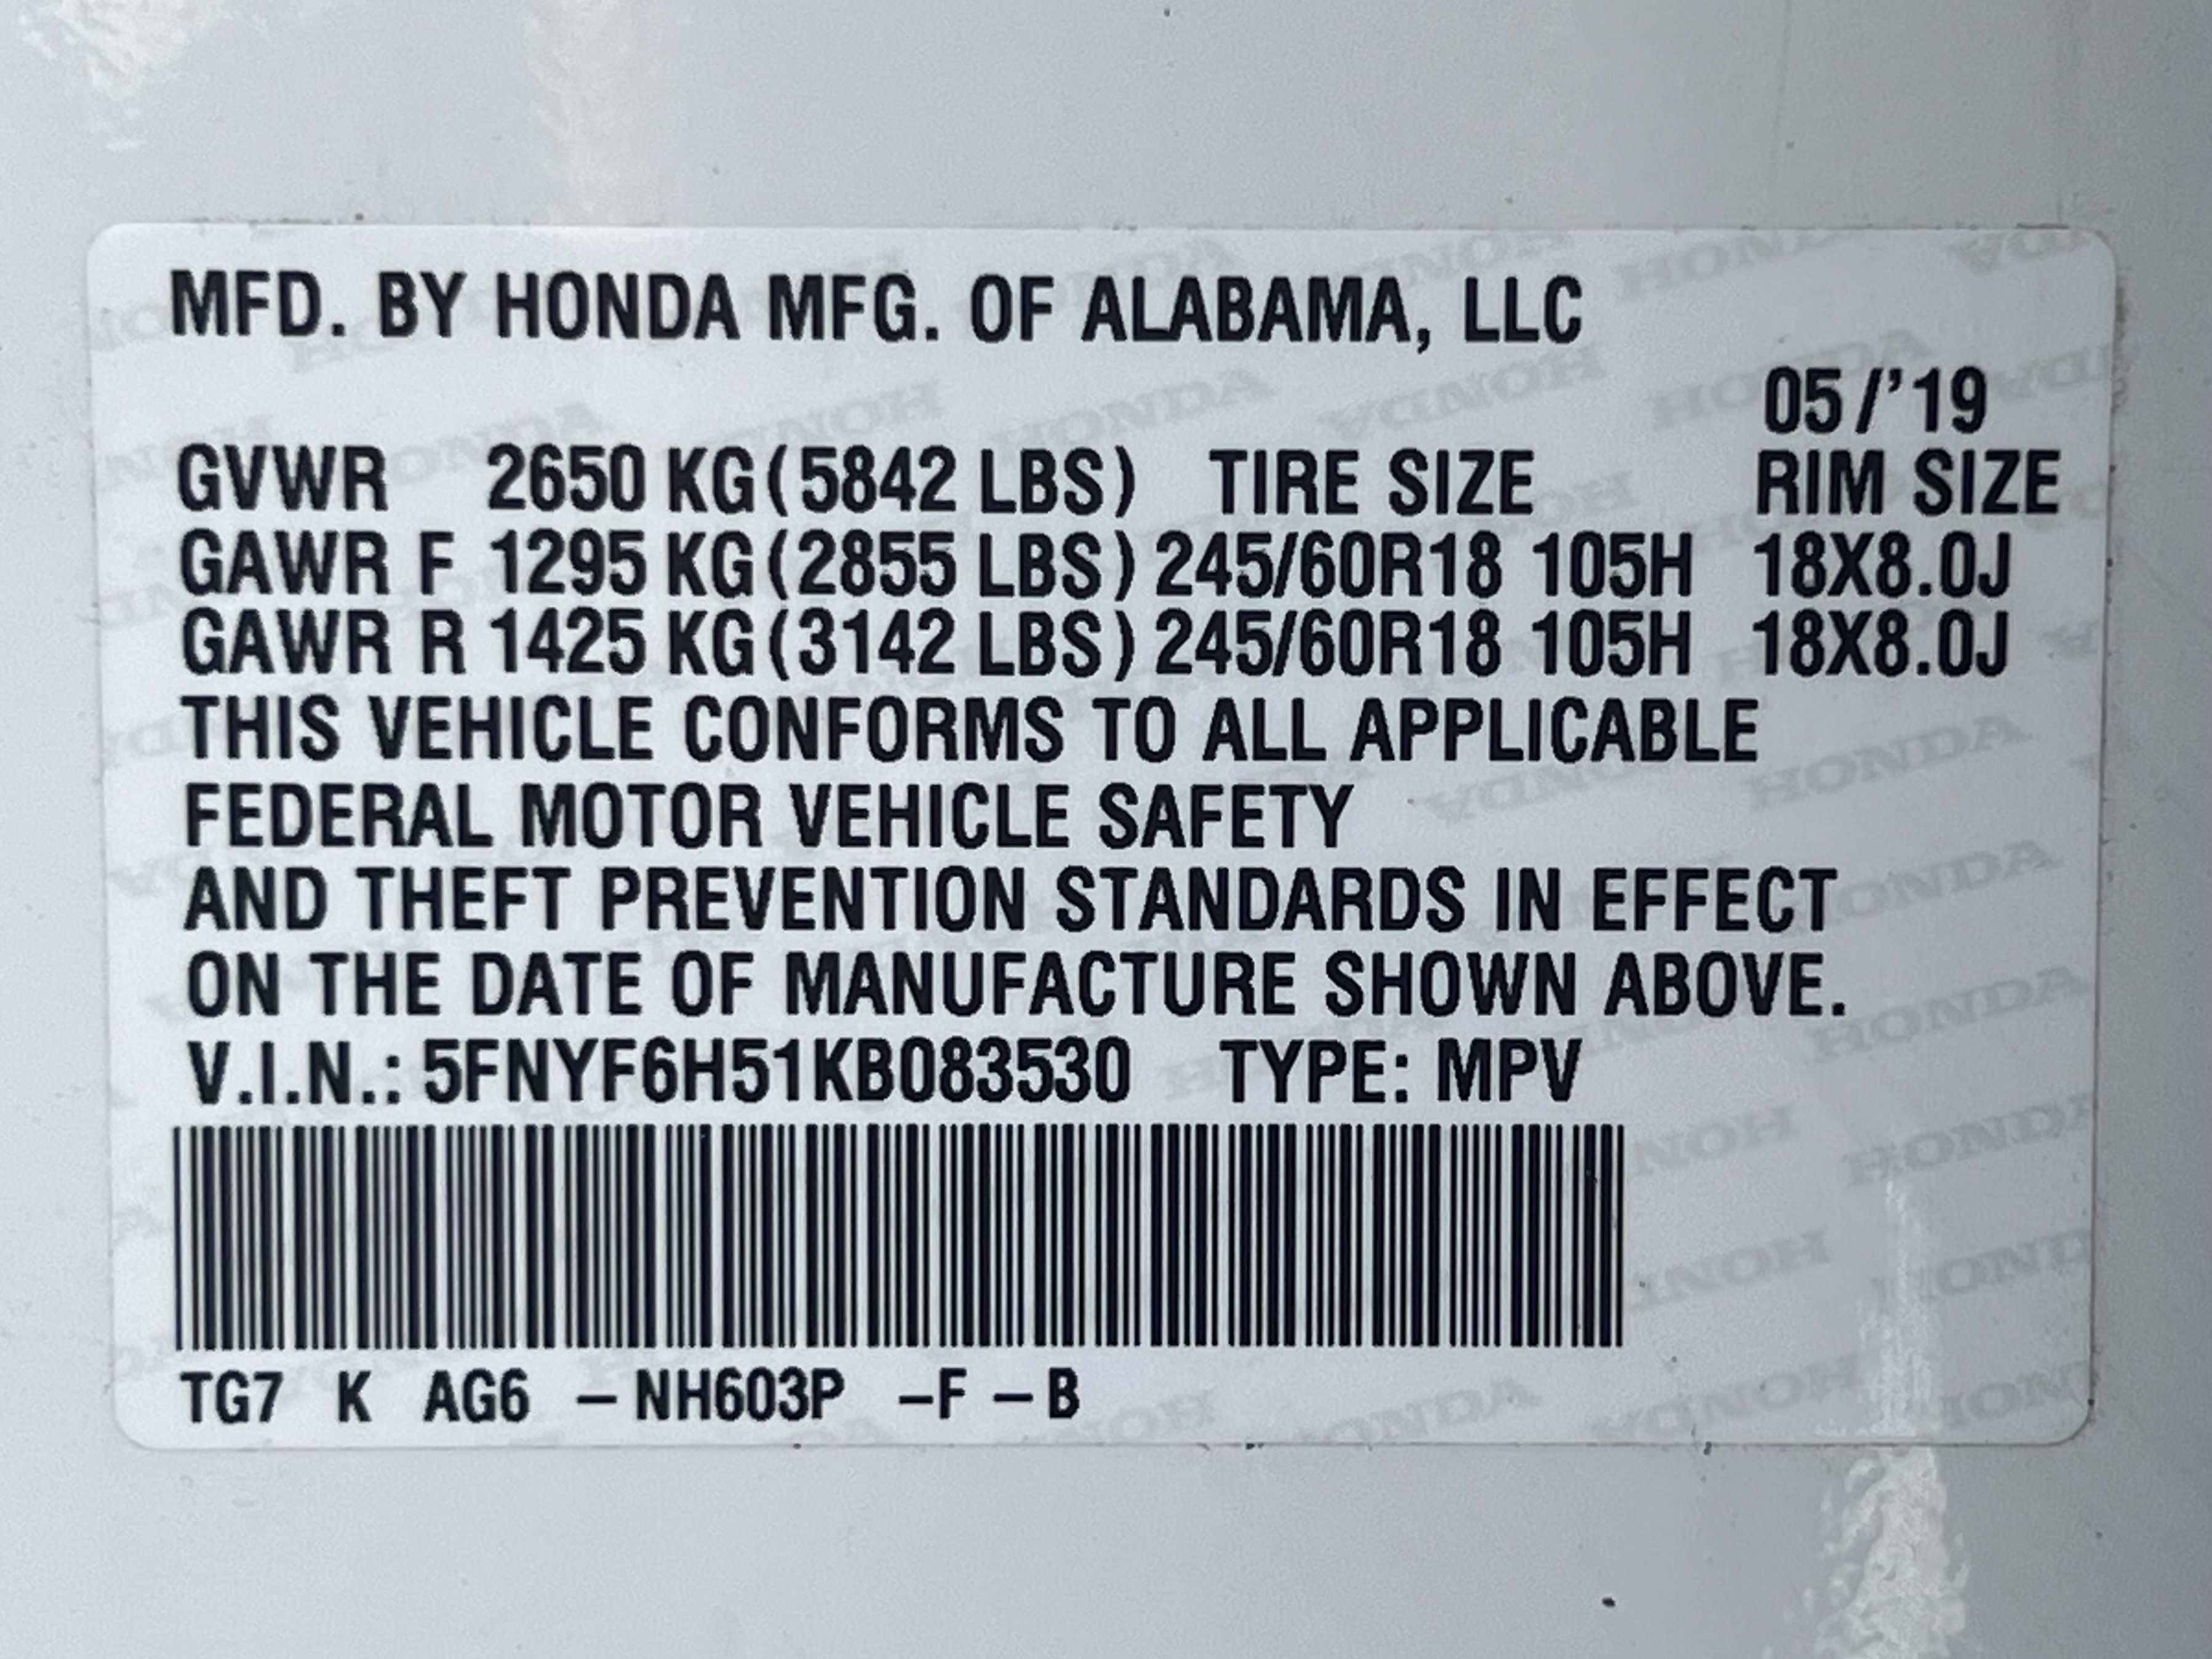 MFD. BY HONDA MFG. OF ALABAMA, LLC
05/'19
GVWR 2650 KG(5842 LBS) TIRE SIZE RIM SIZE
GAWR F 1295 KG(2855 LBS) 245/60R18 105H 18X8.0J
GAWR R 1425 KG(3142 LBS) 245/60R18 105H 18X8.0J
THIS VEHICLE CONFORMS TO ALL APPLICABLE
FEDERAL MOTOR VEHICLE SAFETY
AND THEFT PREVENTION STANDARDS IN EFFECT
ON THE DATE OF MANUFACTURE SHOWN ABOVE.
V.I.N.: 5FNYF6H51KB083530 TYPE: MPV
TG7 K AG6 – NH603P –F – B